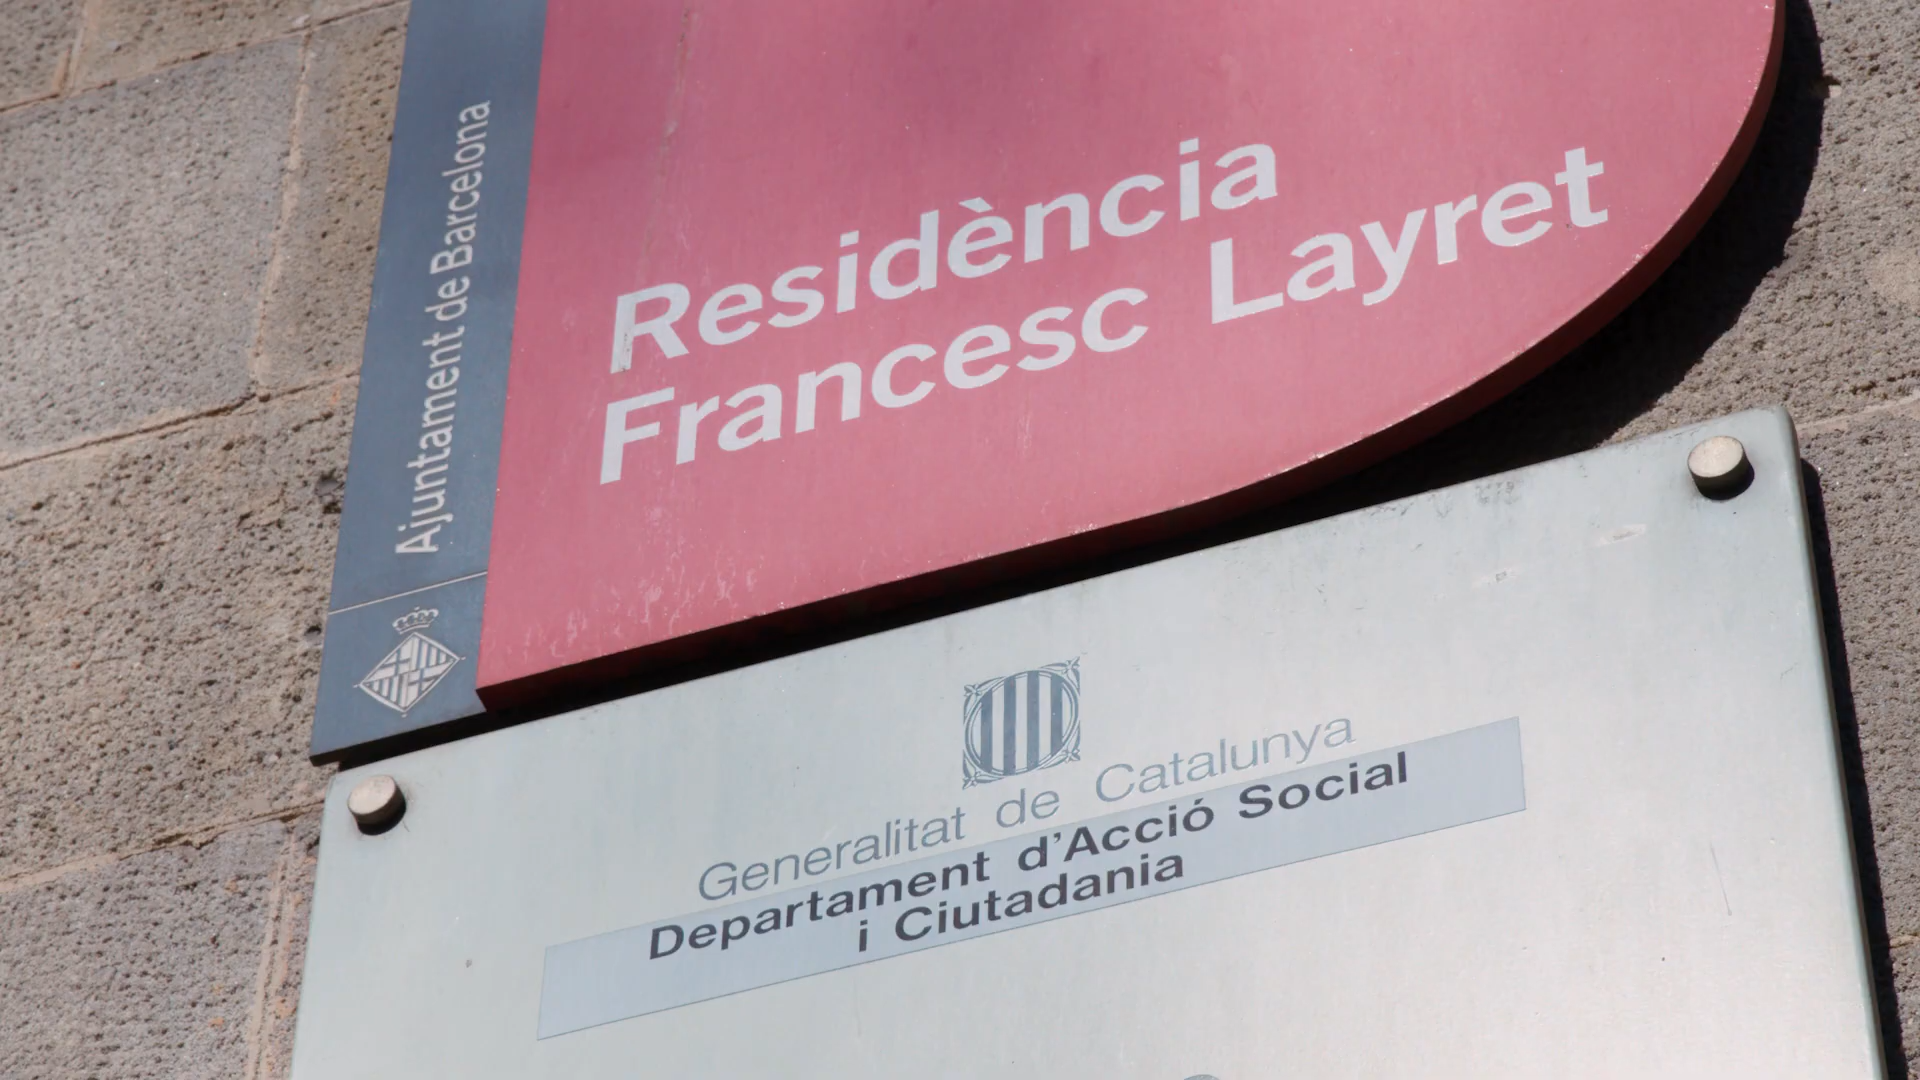 Ajuntament de Barcelona
Residència
Francesc Layret
Generalitat de Catalunya
Departament d'Acció Social
i Ciutadania